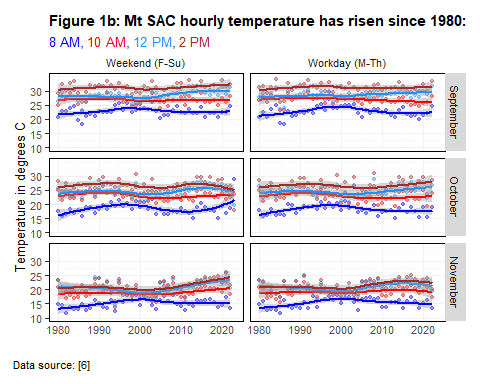 Figure 1b: Mt SAC hourly temperature has risen since 1980:
8 AM, 10 AM, 12 PM, 2 PM
Weekend (F-Su)
Workday (M-Th)
Temperature in degrees C
30
25
20
15
10
September
30
25
20
15
10
October
30
25
20
15
10
November
1980 1990 2000 2010 2020
1980 1990 2000 2010 2020
Data source: [6]